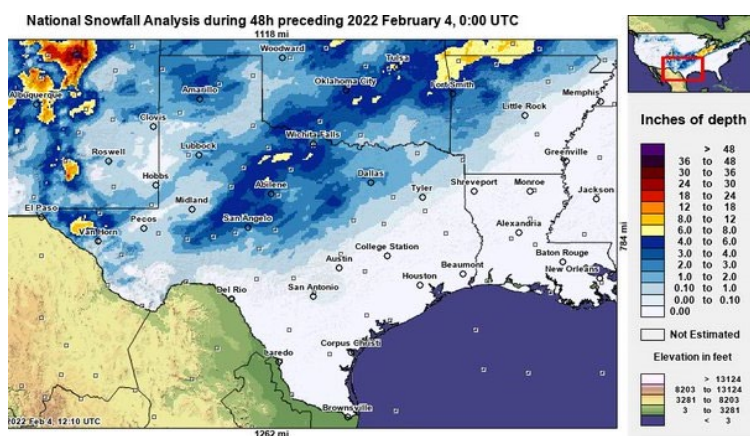 National Snowfall Analysis during 48h preceding 2022 February 4, 0:00 UTC
1118 mi
Woodward
Tulsa
Albuquerque
Amarillo
Oklahoma City
Fort Smith
Memphis
Clovis
Little Rock
Wichita Falls
Roswell
Lubbock
Greenville
Hobbs
Abilene
Dallas
Tyler
Shreveport
Monroe
Jackson
El Paso
Midland
Pecos
San Angelo
Van Horn
Alexandria
784 mi
College Station
Austin
Baton Rouge
Beaumont
New Orleans
Houston
Del Rio
San Antonio
Corpus Christi
Laredo
Brownsville
2022 Feb 4, 12:10 UTC
1262 mi
Inches of depth
> 48
36 to 48
30 to 36
24 to 30
18 to 24
12 to 18
8.0 to 12
6.0 to 8.0
4.0 to 6.0
3.0 to 4.0
2.0 to 3.0
1.0 to 2.0
0.10 to 1.0
0.00 to 0.10
0.00
Not Estimated
Elevation in feet
> 13124
8203 to 13124
3281 to 8203
3 to 3281
< 3